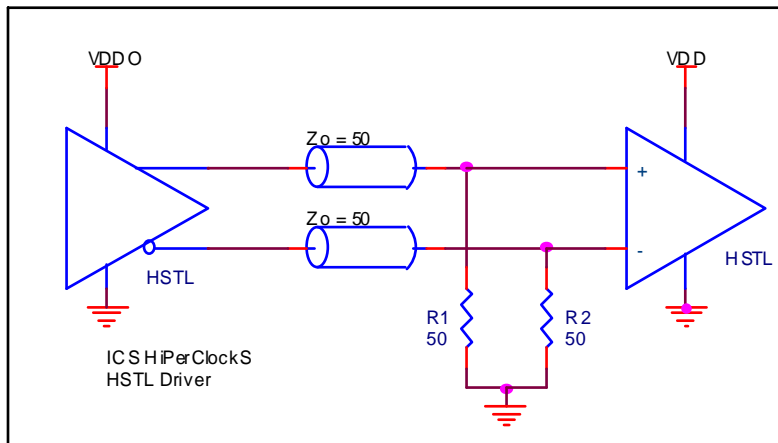 VDDO
VDD
Zo = 50
+
Zo = 50
-
HSTL
HSTL
R1
50
R2
50
ICS HiPerClockS
HSTL Driver